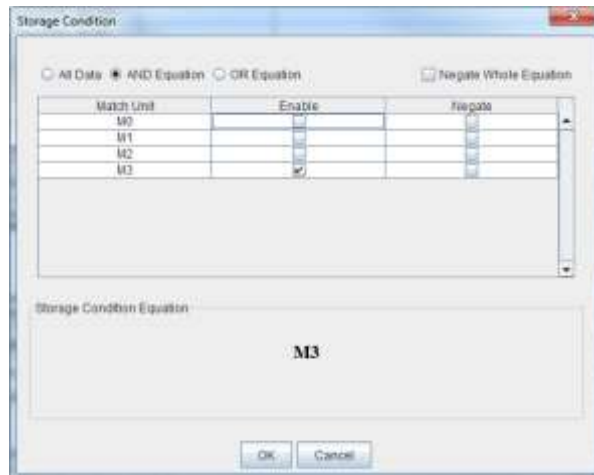 Storage Condition
All Data AND Equation OR Equation Negate Whole Equation
Match Unit Enable Negate
M0
M1
M2
M3
Storage Condition Equation
M3
OK Cancel